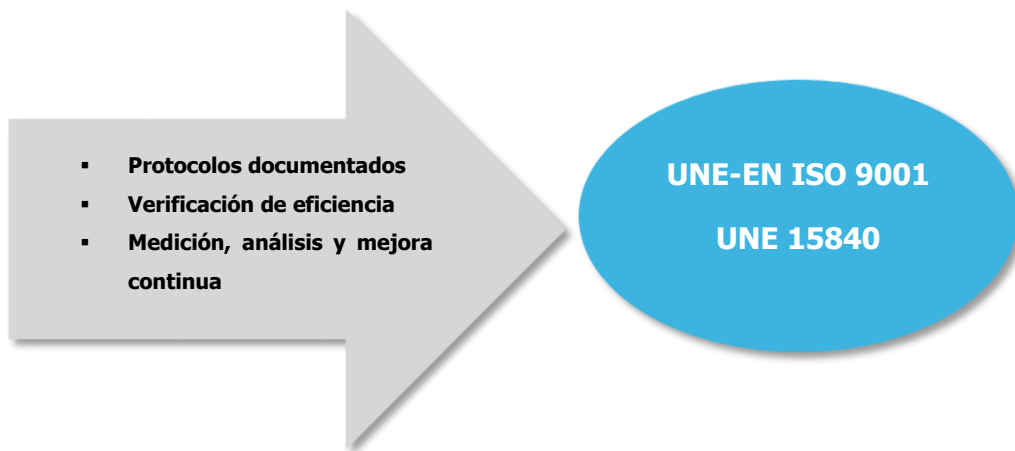 ▪ Protocolos documentados
▪ Verificación de eficiencia
▪ Medición, análisis y mejora
continua
UNE-EN ISO 9001
UNE 15840